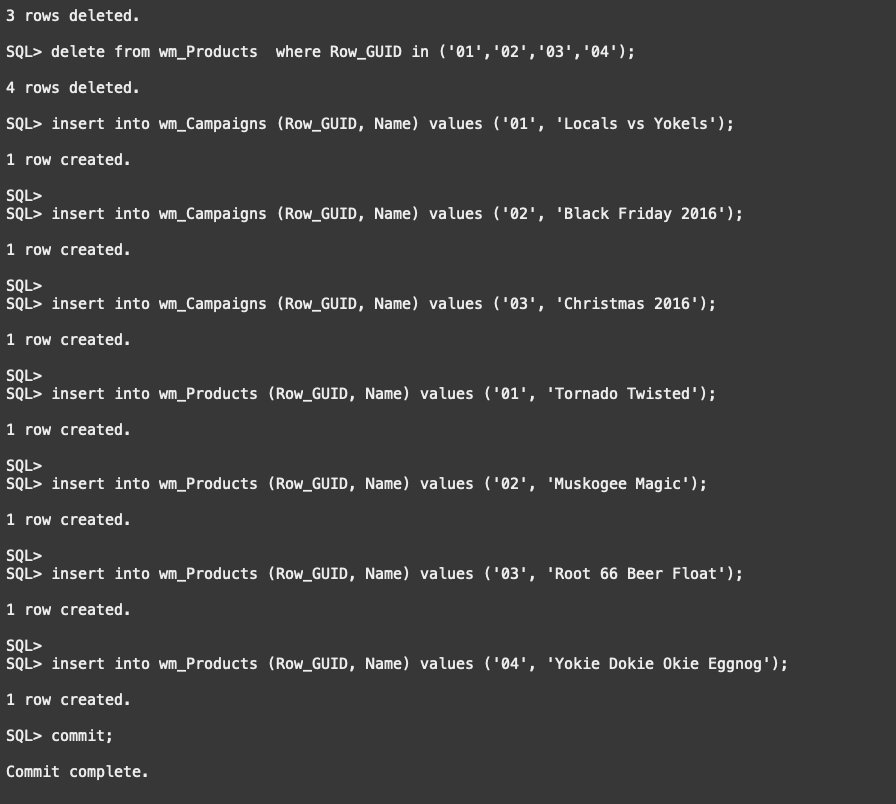 3 rows deleted.
SQL> delete from wm_Products  where Row_GUID in ('01','02','03','04');
4 rows deleted.
SQL> insert into wm_Campaigns (Row_GUID, Name) values ('01', 'Locals vs Yokels');
1 row created.
SQL>
SQL> insert into wm_Campaigns (Row_GUID, Name) values ('02', 'Black Friday 2016');
1 row created.
SQL>
SQL> insert into wm_Campaigns (Row_GUID, Name) values ('03', 'Christmas 2016');
1 row created.
SQL>
SQL> insert into wm_Products (Row_GUID, Name) values ('01', 'Tornado Twisted');
1 row created.
SQL>
SQL> insert into wm_Products (Row_GUID, Name) values ('02', 'Muskogee Magic');
1 row created.
SQL>
SQL> insert into wm_Products (Row_GUID, Name) values ('03', 'Root 66 Beer Float');
1 row created.
SQL>
SQL> insert into wm_Products (Row_GUID, Name) values ('04', 'Yokie Dokie Okie Eggnog');
1 row created.
SQL> commit;
Commit complete.